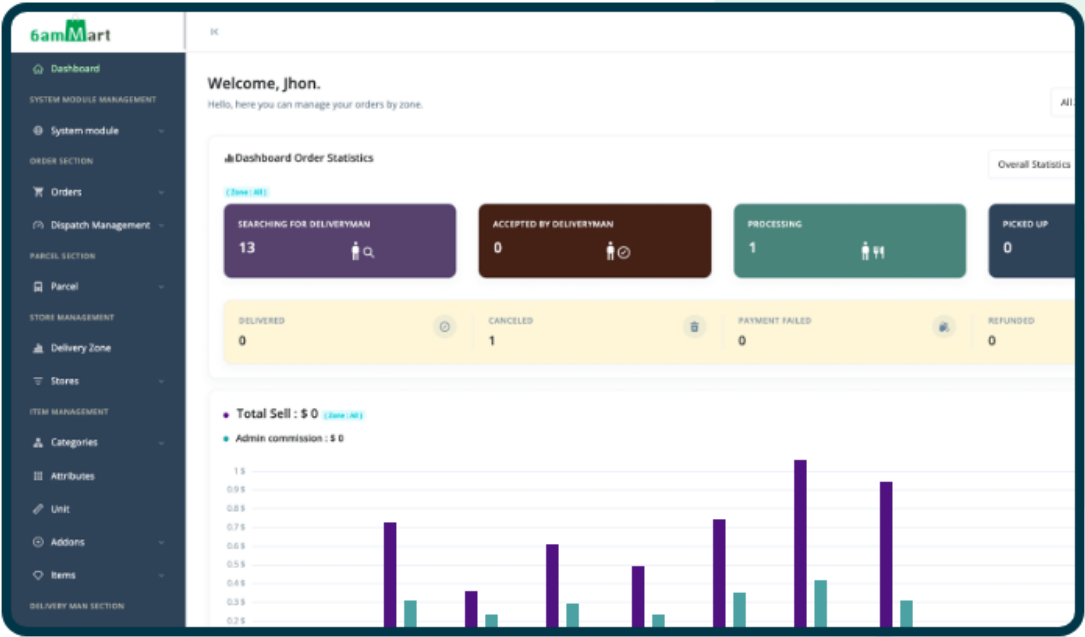 6amMart
Dashboard
SYSTEM MODULE MANAGEMENT
System module
ORDER SECTION
Orders
Dispatch Management
PARCEL SECTION
Parcel
STORE MANAGEMENT
Delivery Zone
Stores
ITEM MANAGEMENT
Categories
Attributes
Unit
Addons
Items
DELIVERY MAN SECTION
Welcome, Jhon.
Hello, here you can manage your orders by zone.
All
Dashboard Order Statistics
Overall Statistics
( Zone : All )
SEARCHING FOR DELIVERYMAN
13
ACCEPTED BY DELIVERYMAN
0
PROCESSING
1
PICKED UP
0
DELIVERED
0
CANCELED
1
PAYMENT FAILED
0
REFUNDED
0
Total Sell : $ 0 ( Zone : All )
Admin commission : $ 0
1 $
0.9 $
0.8 $
0.7 $
0.6 $
0.5 $
0.4 $
0.3 $
0.2 $